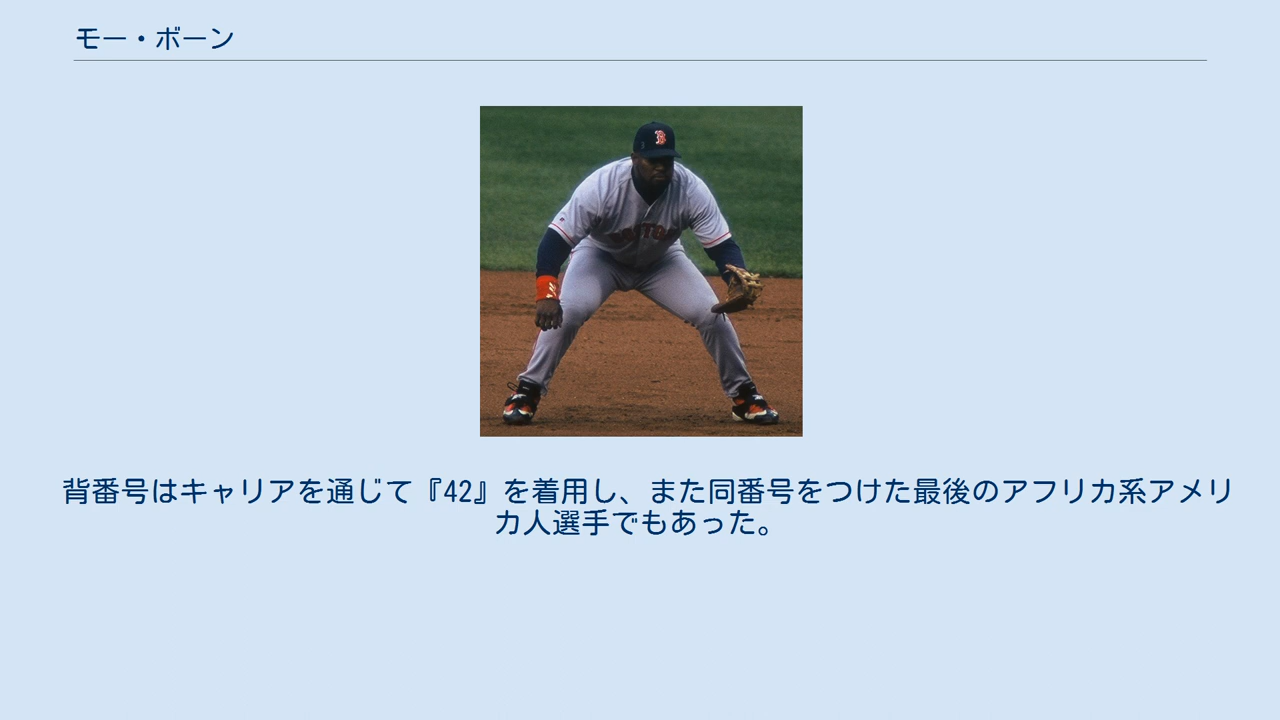 モー・ボーン
B
BOSTON
背番号はキャリアを通じて『42』を着用し、また同番号をつけた最後のアフリカ系アメリ
カ人選手でもあった。